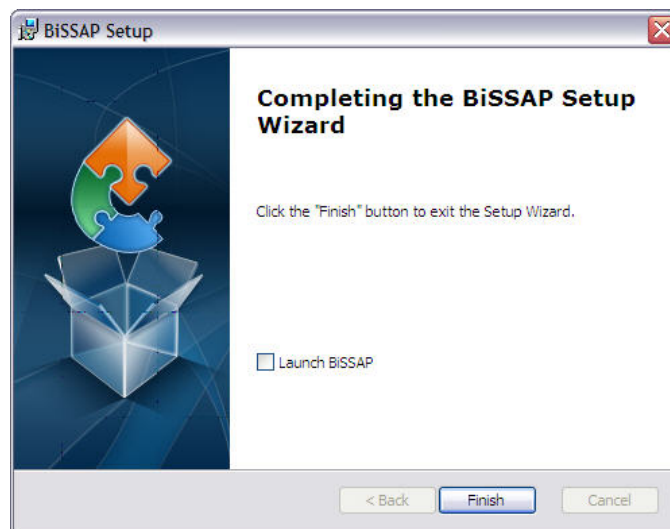 BiSSAP Setup
Completing the BiSSAP Setup
Wizard
Click the "Finish" button to exit the Setup Wizard.
Launch BiSSAP
< Back
Finish
Cancel